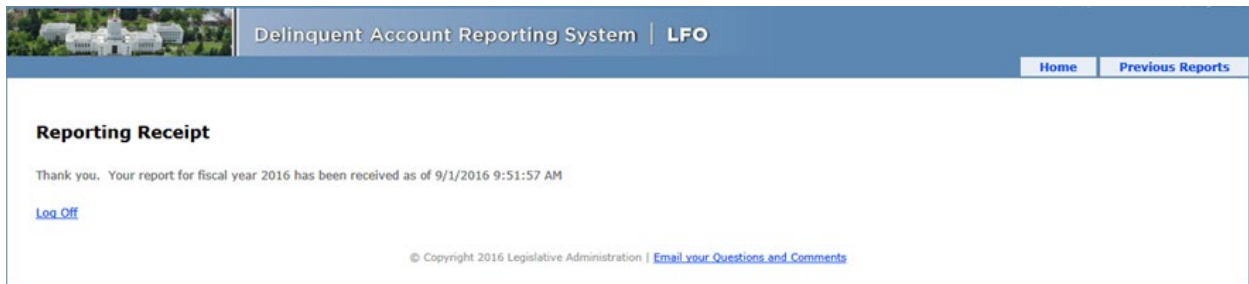 Delinquent Account Reporting System | LFO
Home Previous Reports
Reporting Receipt
Thank you. Your report for fiscal year 2016 has been received as of 9/1/2016 9:51:57 AM
Log Off
© Copyright 2016 Legislative Administration | Email your Questions and Comments